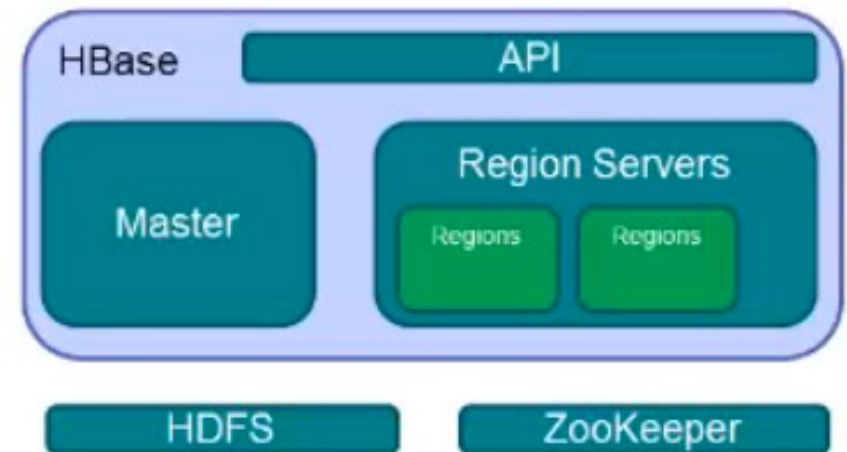 HBase
API
Master
Region Servers
Regions
Regions
HDFS
ZooKeeper